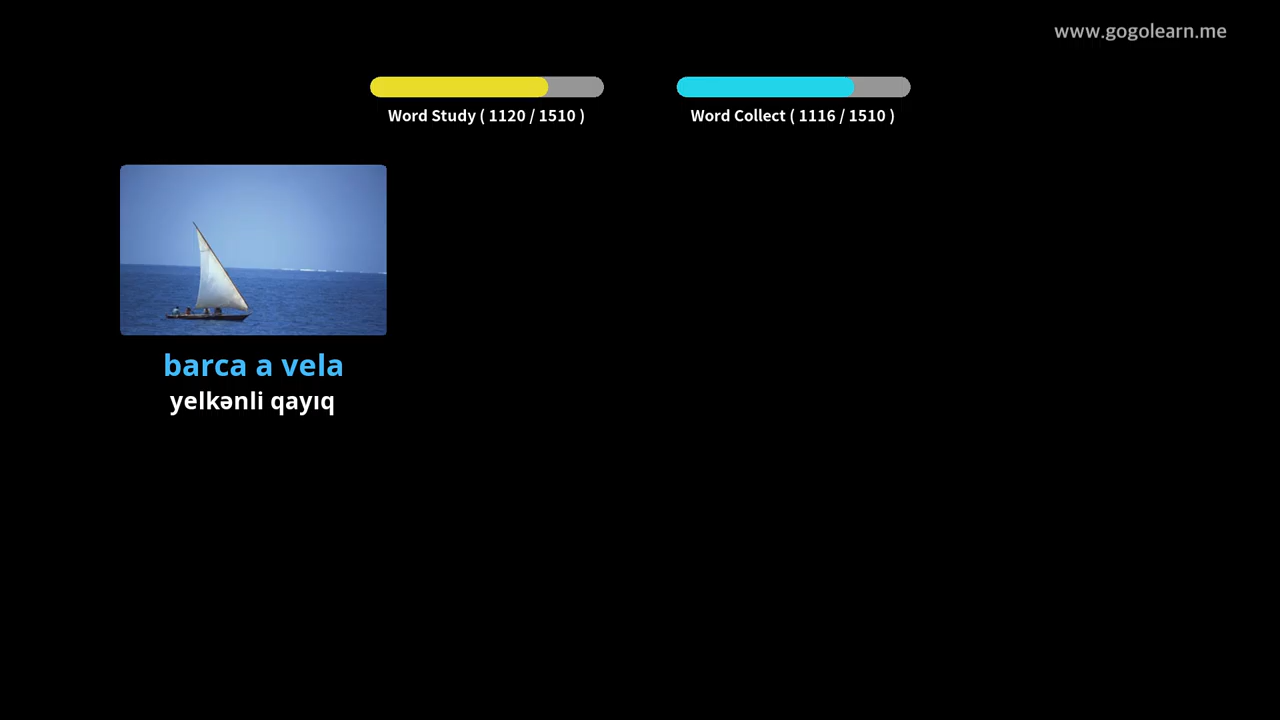 www.gogolearn.me
Word Study ( 1120 / 1510 )
Word Collect ( 1116 / 1510 )
barca a vela
yelkənli qayıq